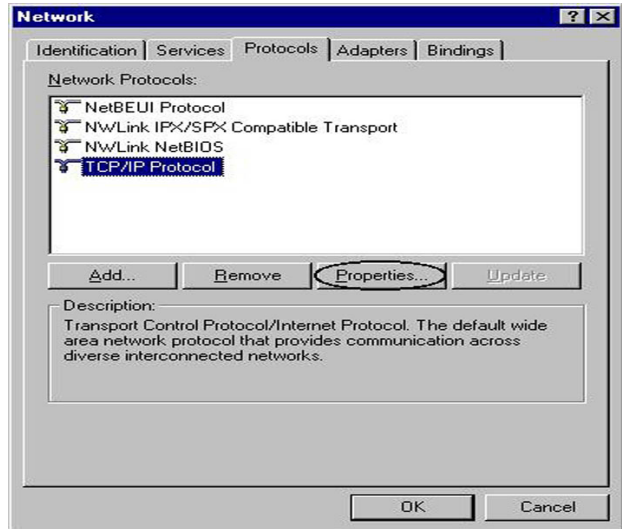 Network
Identification Services Protocols Adapters Bindings
Network Protocols:
NetBEUI Protocol
NWLink IPX/SPX Compatible Transport
NWLink NetBIOS
TCP/IP Protocol
Add... Remove Properties... Update
Description:
Transport Control Protocol/Internet Protocol. The default wide
area network protocol that provides communication across
diverse interconnected networks.
OK Cancel